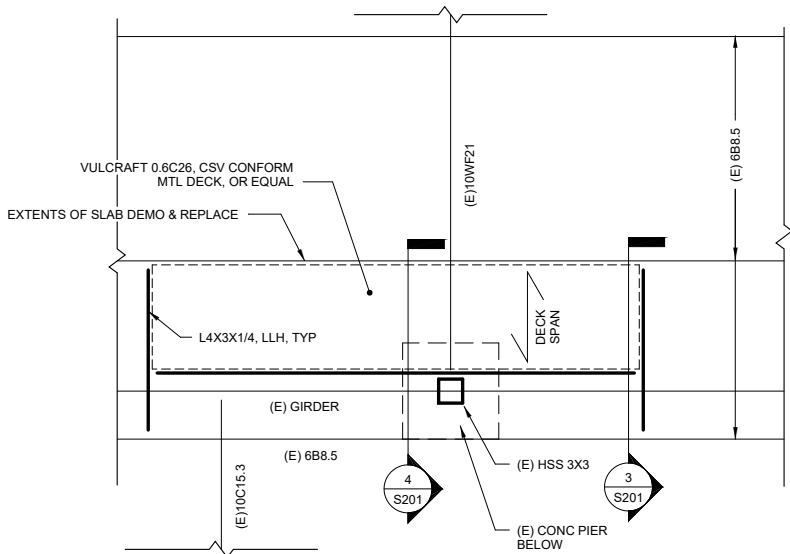 (E)10WF21
(E) 6B8.5
VULCRAFT 0.6C26, CSV CONFORM
MTL DECK, OR EQUAL
EXTENTS OF SLAB DEMO & REPLACE
DECK
SPAN
L4X3X1/4, LLH, TYP
(E) GIRDER
(E) 6B8.5
(E)10C15.3
(E) HSS 3X3
4
S201
3
S201
(E) CONC PIER
BELOW